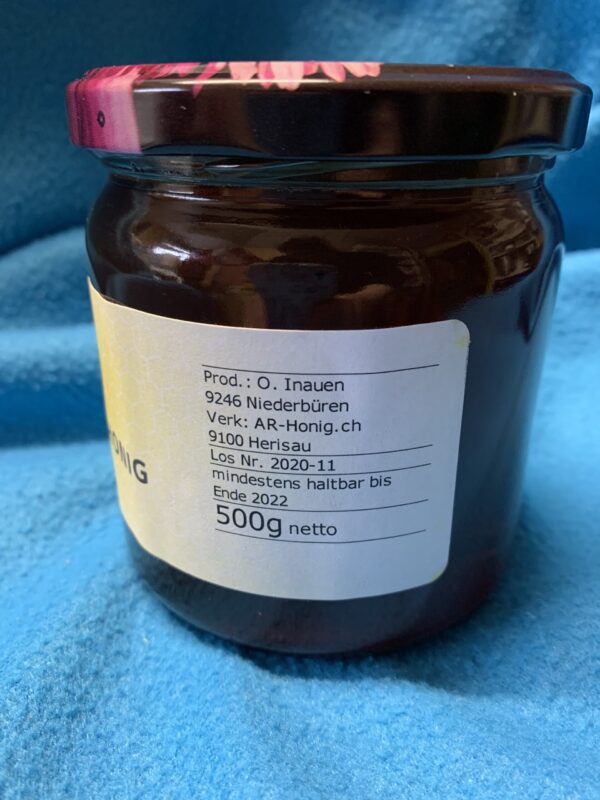 Prod.: O. Inauen
9246 Niederbüren
Verk: AR-Honig.ch
9100 Herisau
Los Nr. 2020-11
mindestens haltbar bis
Ende 2022
500g netto
ONIG